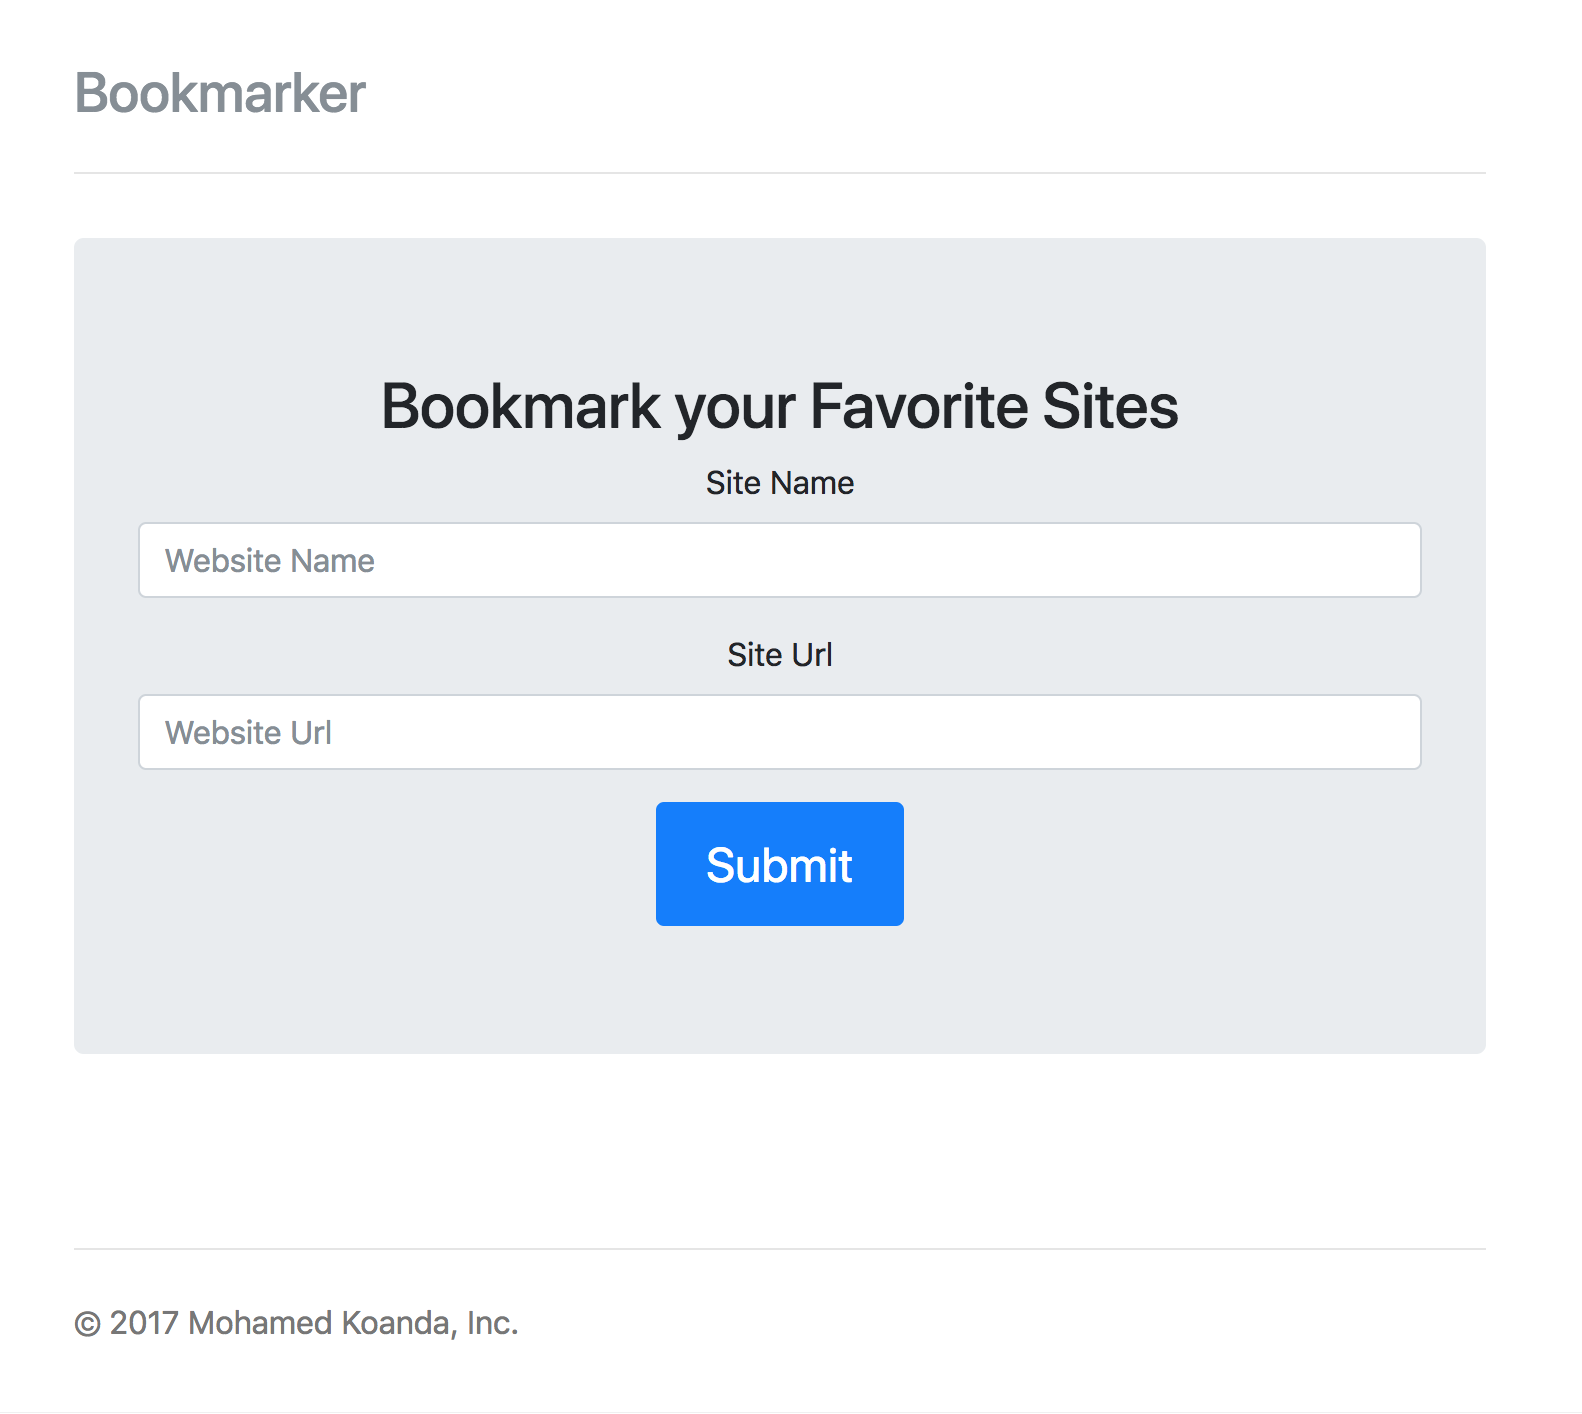 Bookmarker
Bookmark your Favorite Sites
Site Name
Website Name
Site Url
Website Url
Submit
© 2017 Mohamed Koanda, Inc.